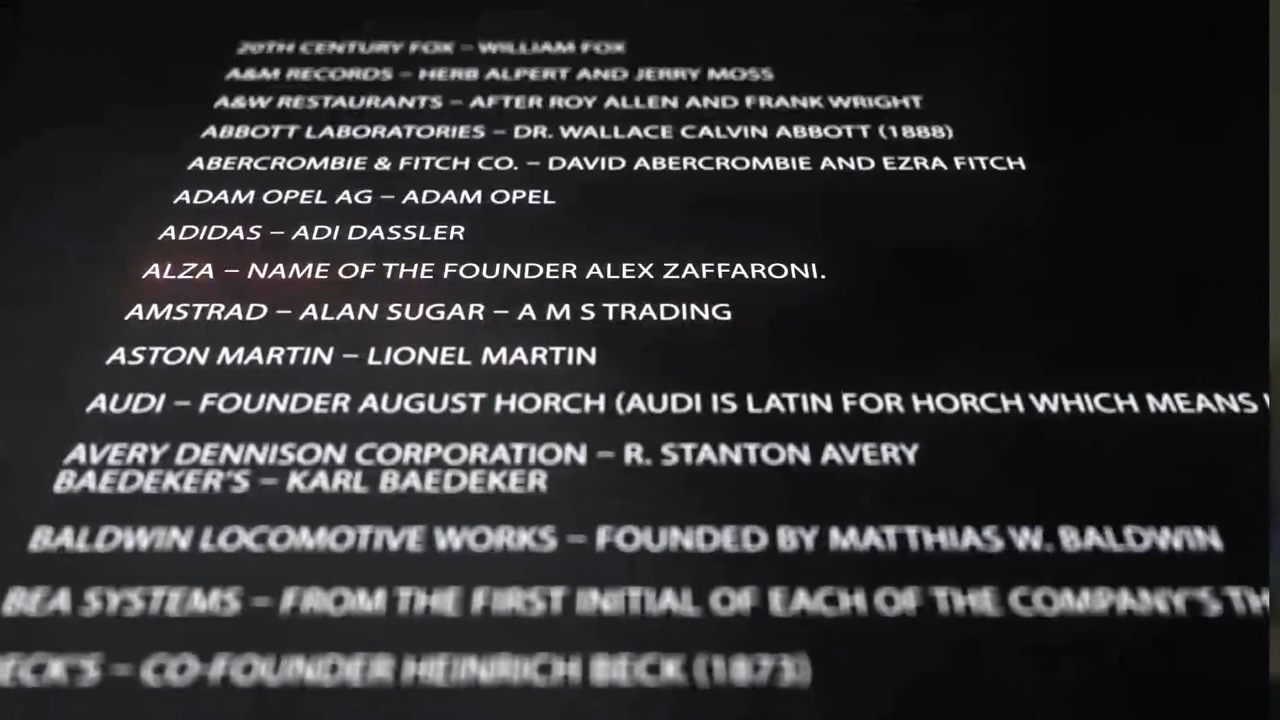 20TH CENTURY FOX – WILLIAM FOX
A&M RECORDS – HERB ALPERT AND JERRY MOSS
A&W RESTAURANTS – AFTER ROY ALLEN AND FRANK WRIGHT
ABBOTT LABORATORIES – DR. WALLACE CALVIN ABBOTT (1888)
ABERCROMBIE & FITCH CO. – DAVID ABERCROMBIE AND EZRA FITCH
ADAM OPEL AG – ADAM OPEL
ADIDAS – ADI DASSLER
ALZA – NAME OF THE FOUNDER ALEX ZAFFARONI.
AMSTRAD – ALAN SUGAR – A M S TRADING
ASTON MARTIN – LIONEL MARTIN
AUDI – FOUNDER AUGUST HORCH (AUDI IS LATIN FOR HORCH WHICH MEANS
AVERY DENNISON CORPORATION – R. STANTON AVERY
BAEDEKER'S – KARL BAEDEKER
BALDWIN LOCOMOTIVE WORKS – FOUNDED BY MATTHIAS W. BALDWIN
BEA SYSTEMS – FROM THE FIRST INITIAL OF EACH OF THE COMPANY'S TH
ECK'S – CO-FOUNDER HEINRICH BECK (1873)